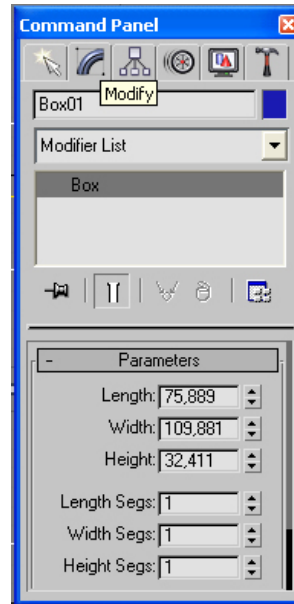 Command Panel
Modify
Box01
Modifier List
Box
- Parameters
Length: 75,889
Width: 109,881
Height: 32,411
Length Segs: 1
Width Segs: 1
Height Segs: 1